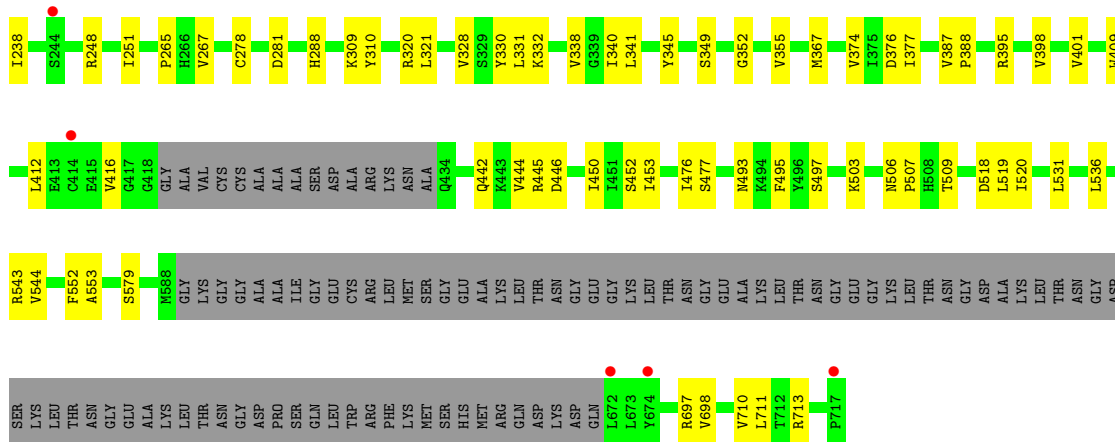 I238 S244 R248 I251 P265 H266 V267 C278 D281 H288 K309 Y310 R320 L321 V328 S329 Y330 L331 K332 V338 G339 I340 L341 Y345 S349 G352 V355 M367 V374 I375 D376 I377 V387 P388 R395 V398 V401
L412 E413 C414 E415 V416 G417 G418 GLY ALA VAL CYS CYS ALA ALA ALA SER ASP ALA ARG LYS ASN ALA Q434 Q442 K443 V444 R445 D446 I450 I451 S452 I453 I476 S477 N493 K494 F495 Y496 S497 K503 N506 P507 H508 T509 D518 L519 I520 L531 L536
R543 V544 F552 A553 S579 M588 GLY LYS GLY GLY ALA ALA ILE GLY GLU CYS ARG LEU MET SER GLY GLU ALA LYS LEU THR ASN GLY GLU GLY LYS LEU THR ASN GLY GLU ALA LYS LEU THR ASN GLY GLU GLY LYS LEU THR ASN GLY ASP ALA LYS LEU THR ASN GLY ASP
SER LYS LEU THR ASN GLY GLU ALA LYS LEU THR ASN GLY ASP PRO SER GLN LEU TRP ARG PHE LYS MET SER HIS MET ARG GLN ASP LYS ASP GLN L672 L673 Y674 R697 V698 V710 L711 T712 R713 P717